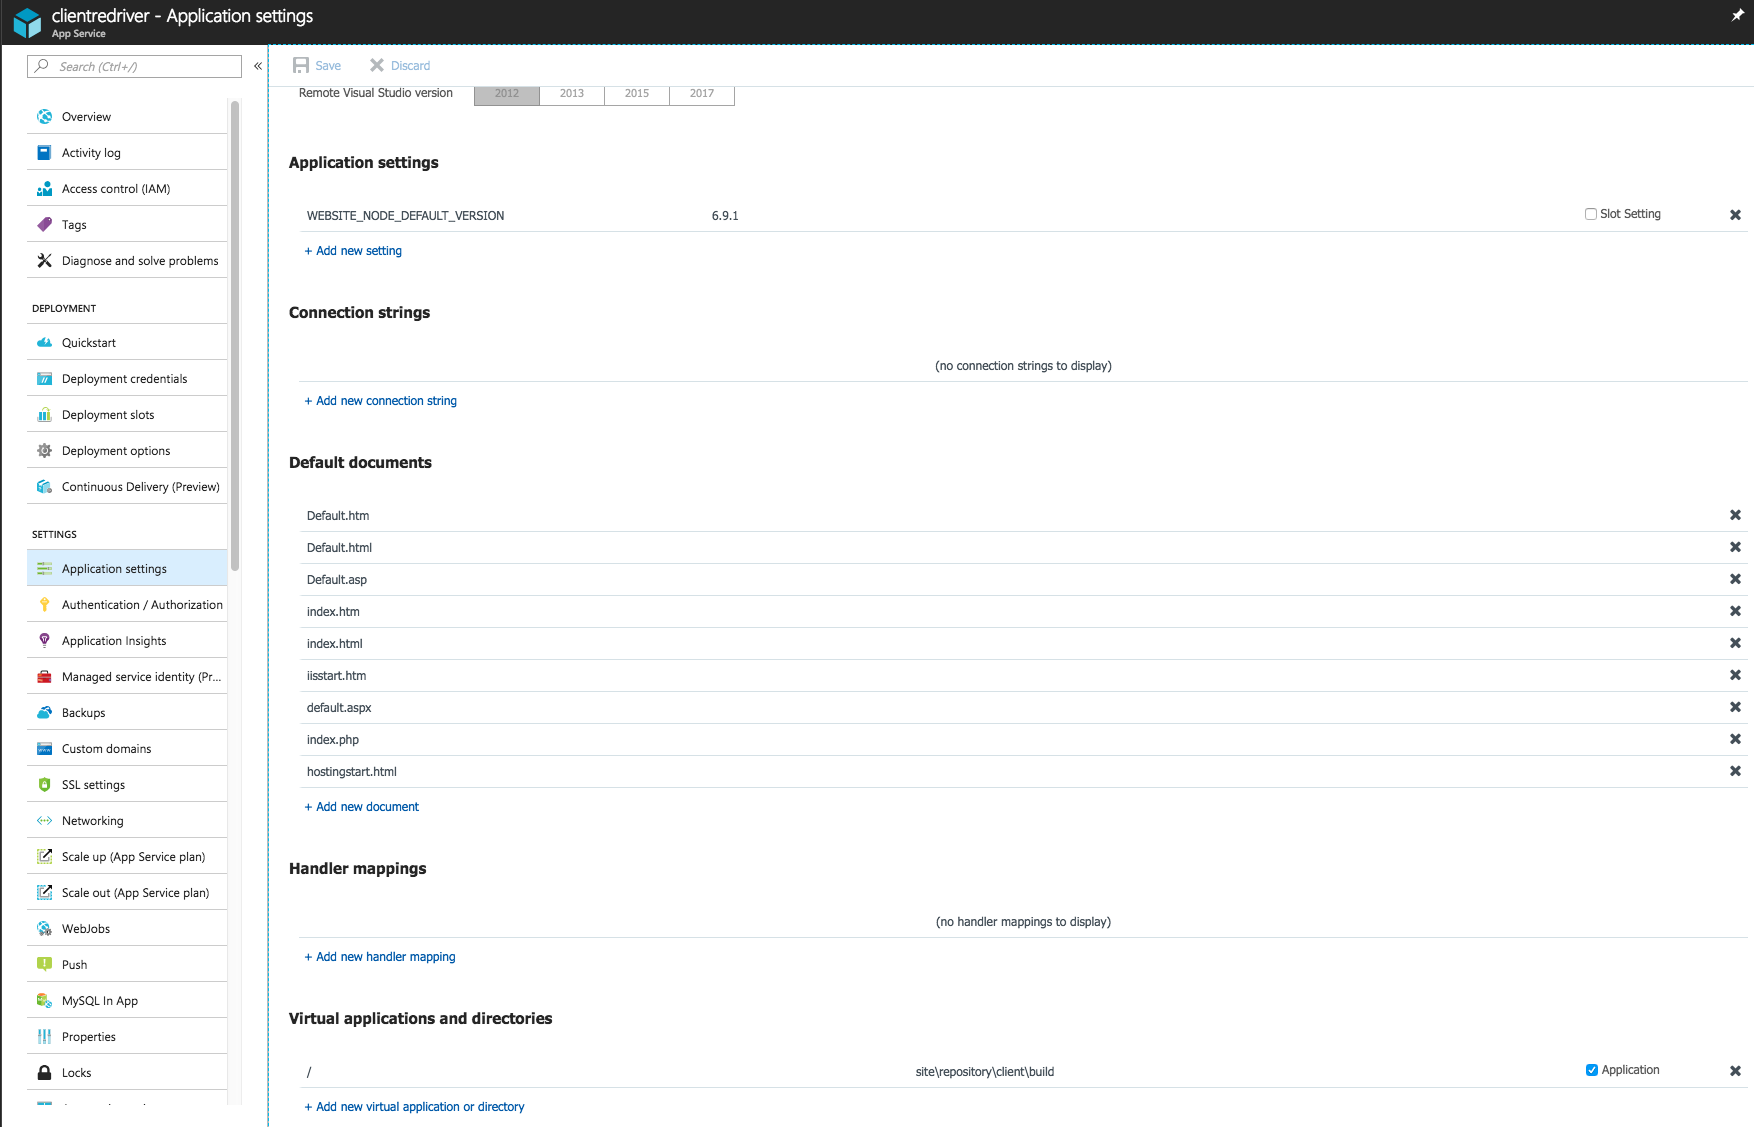 clientredriver - Application settings
App Service
Search (Ctrl+/)
«
Overview
Activity log
Access control (IAM)
Tags
Diagnose and solve problems
DEPLOYMENT
Quickstart
Deployment credentials
Deployment slots
Deployment options
Continuous Delivery (Preview)
SETTINGS
Application settings
Authentication / Authorization
Application Insights
Managed service identity (Pr...
Backups
Custom domains
SSL settings
Networking
Scale up (App Service plan)
Scale out (App Service plan)
WebJobs
Push
MySQL In App
Properties
Locks
Save Discard
Remote Visual Studio version 2012 2013 2015 2017
Application settings
WEBSITE_NODE_DEFAULT_VERSION 6.9.1 Slot Setting
+ Add new setting
Connection strings
(no connection strings to display)
+ Add new connection string
Default documents
Default.htm
Default.html
Default.asp
index.htm
index.html
iisstart.htm
default.aspx
index.php
hostingstart.html
+ Add new document
Handler mappings
(no handler mappings to display)
+ Add new handler mapping
Virtual applications and directories
/ site\repository\client\build Application
+ Add new virtual application or directory